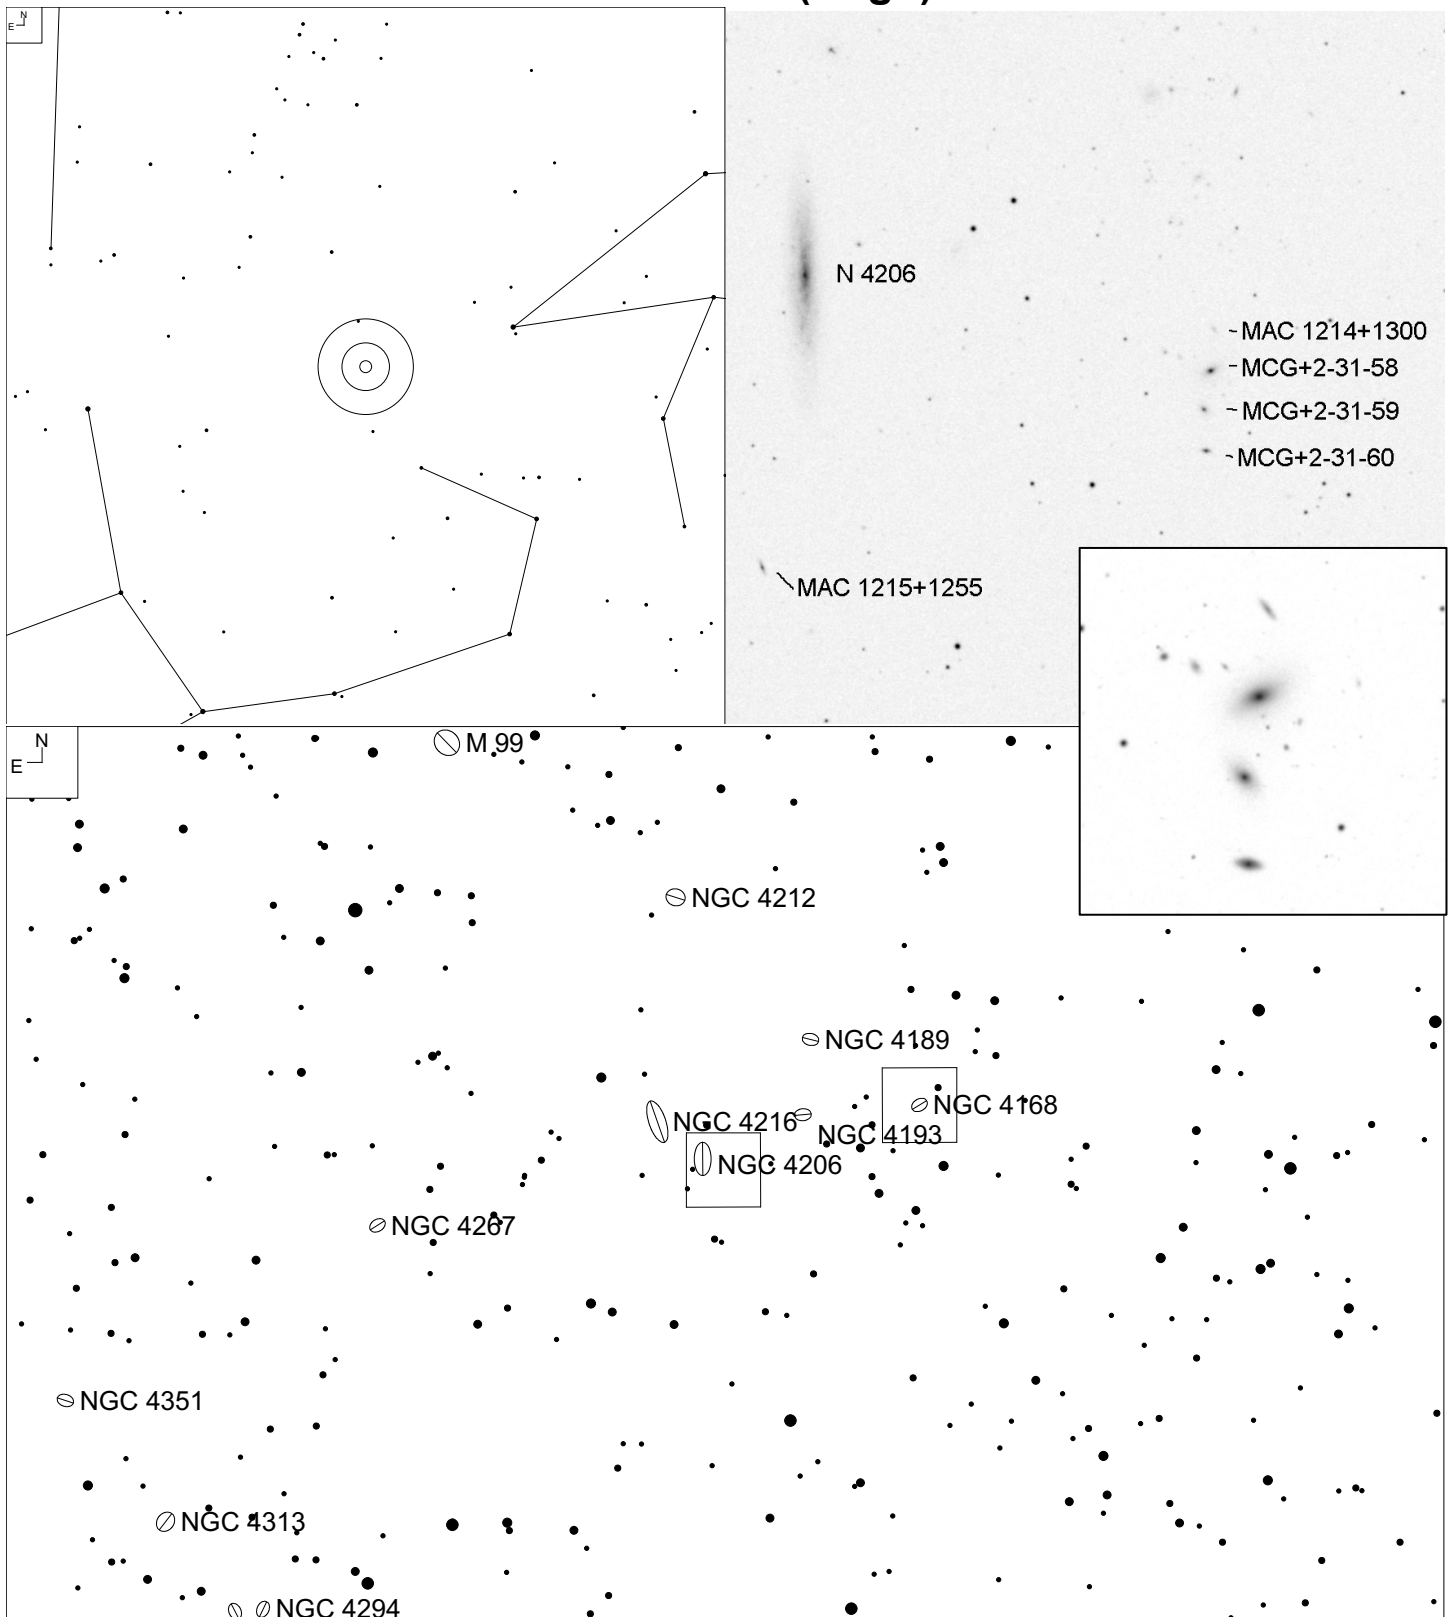 N
E
N 4206
MAC 1214+1300
MCG+2-31-58
MCG+2-31-59
MCG+2-31-60
MAC 1215+1255
N
E
M 99
NGC 4212
NGC 4189
NGC 4168
NGC 4216
NGC 4193
NGC 4206
NGC 4267
NGC 4351
NGC 4313
NGC 4294